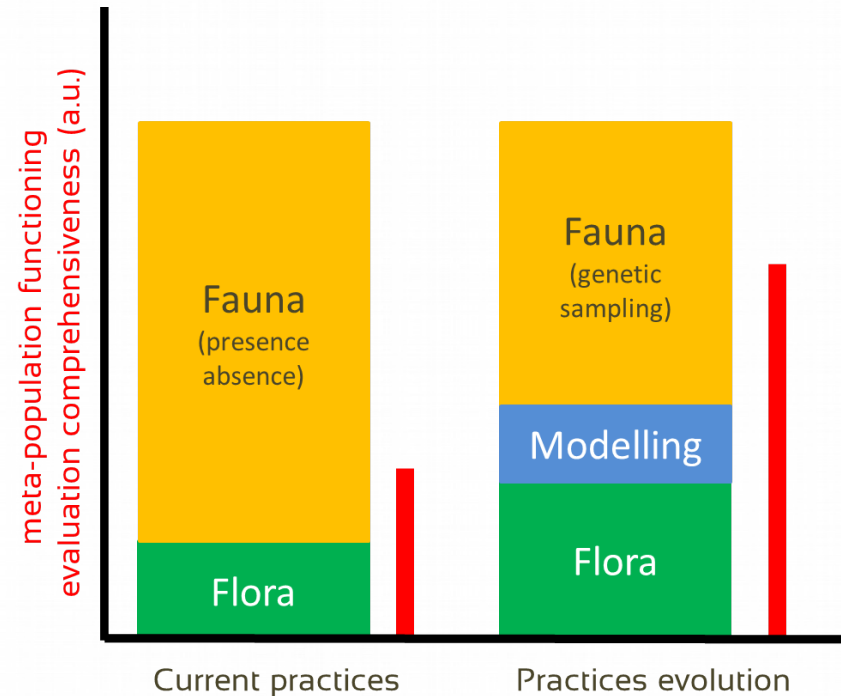 meta-population functioning
evaluation comprehensiveness (a.u.)
Fauna
(presence
absence)
Flora
Fauna
(genetic
sampling)
Modelling
Flora
Current practices
Practices evolution